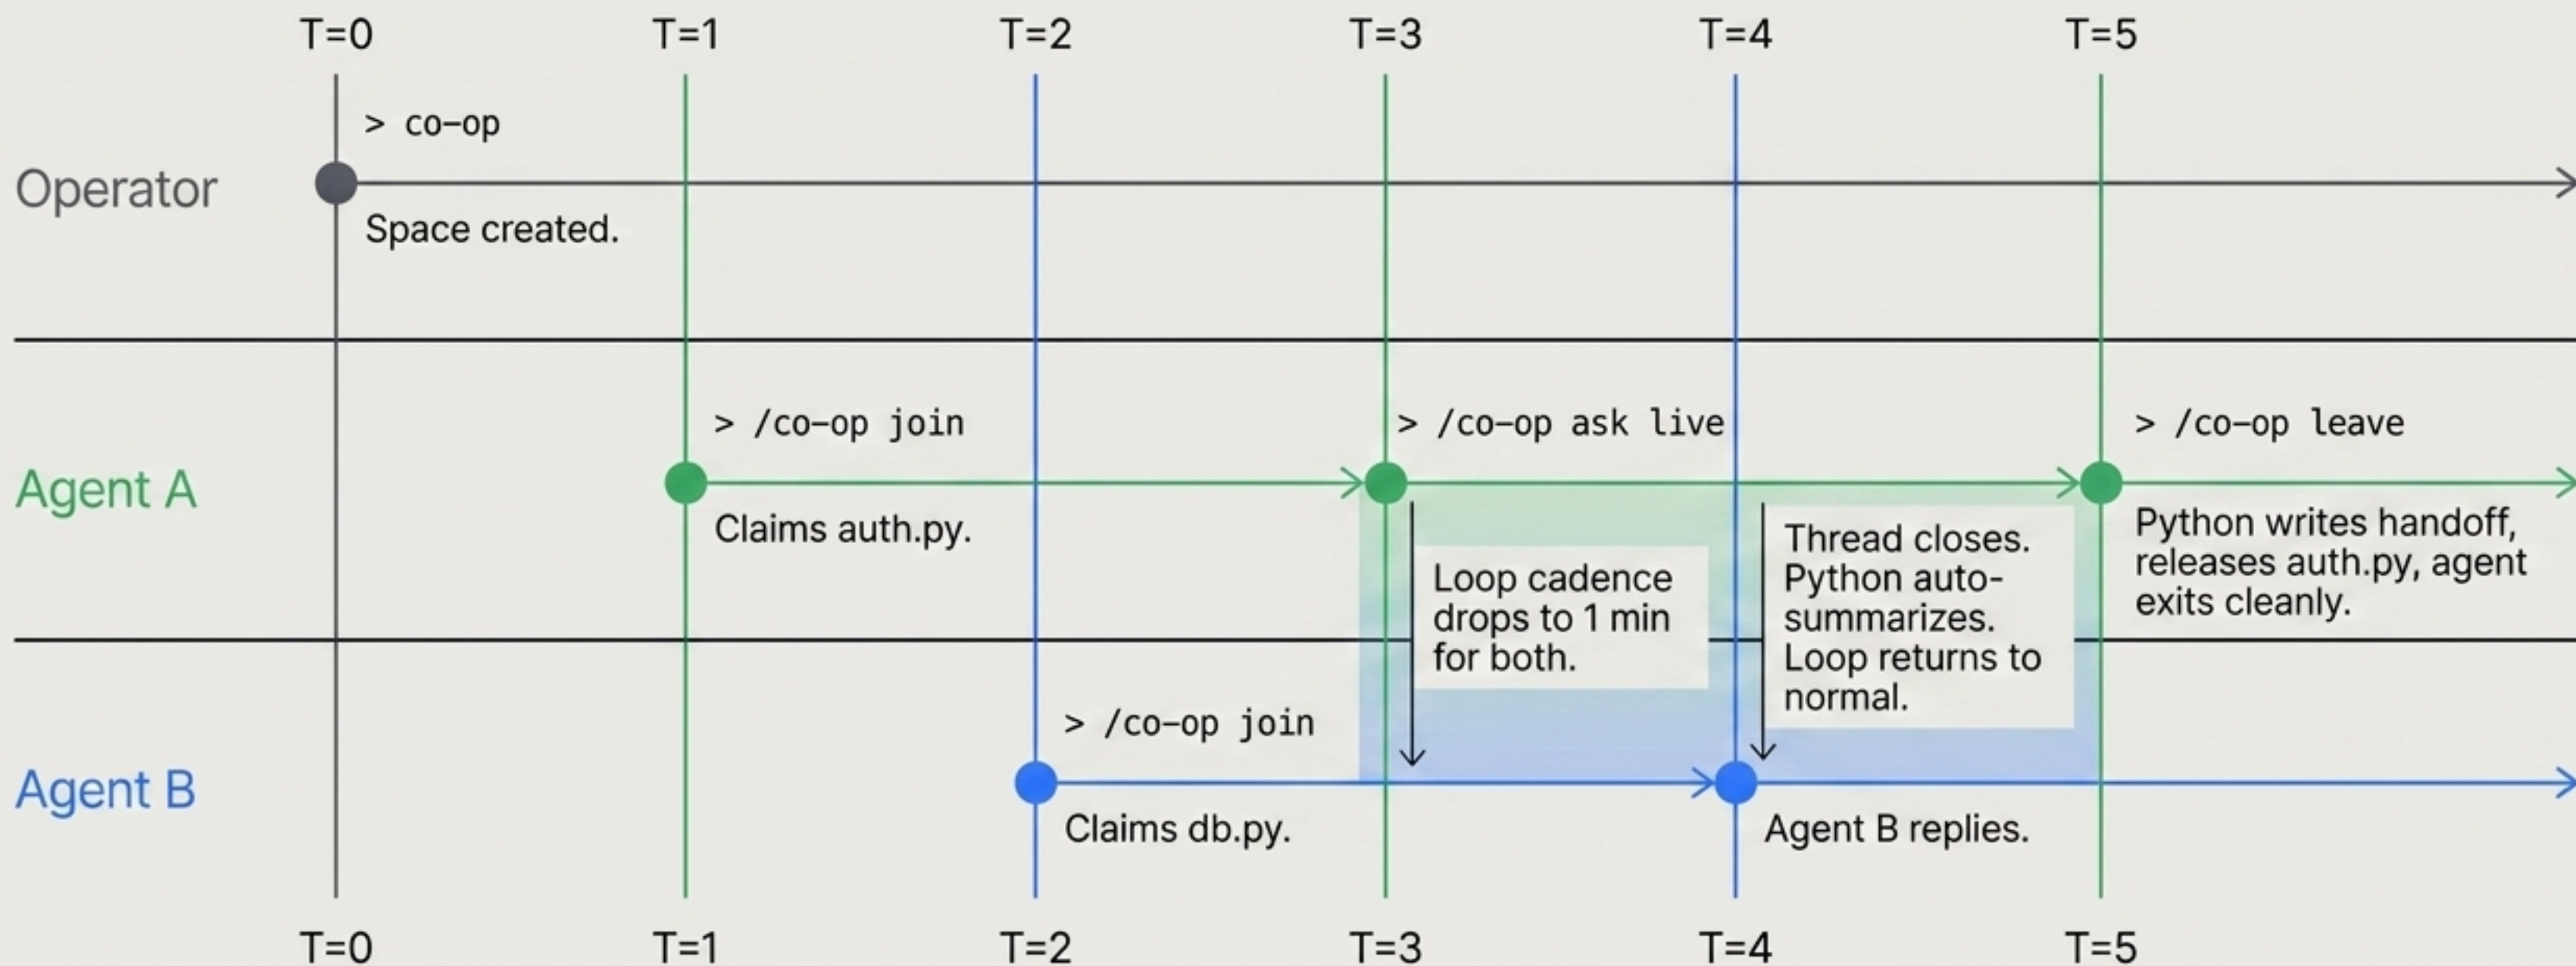 T=0 T=1 T=2 T=3 T=4 T=5
> co-op
Operator
Space created.
> /co-op join
> /co-op ask live
> /co-op leave
Agent A
Claims auth.py.
Loop cadence
drops to 1 min
for both.
Thread closes.
Python auto-
summarizes.
Loop returns to
normal.
Python writes handoff,
releases auth.py, agent
exits cleanly.
> /co-op join
Agent B
Claims db.py.
Agent B replies.
T=0 T=1 T=2 T=3 T=4 T=5